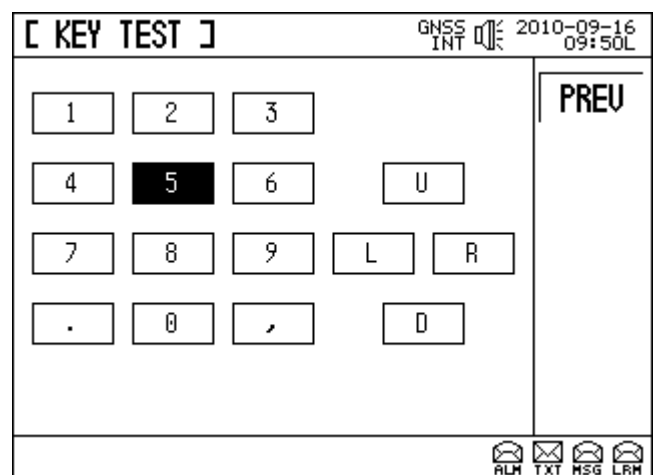 [ KEY TEST ]
GNSS INT 2010-09-16 09:50L
PREV
1 2 3
4 5 6 U
7 8 9 L R
. 0 , D
ALM TXT MSG LRM